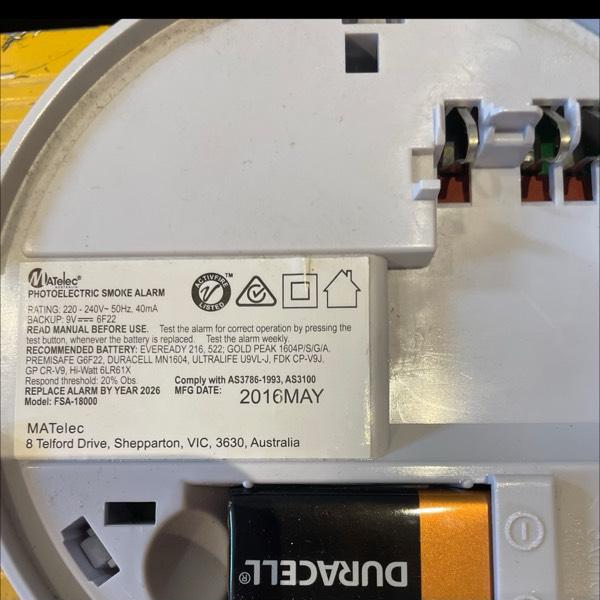 MATelec®
PHOTOELECTRIC SMOKE ALARM
ACTIVFIRE™
LISTED
RATING: 220 - 240V~ 50Hz, 40mA
BACKUP: 9V⎓ 6F22
READ MANUAL BEFORE USE. Test the alarm for correct operation by pressing the
test button, whenever the battery is replaced. Test the alarm weekly.
RECOMMENDED BATTERY: EVEREADY 216, 522; GOLD PEAK 1604P/S/G/A.
PREMISAFE G6F22, DURACELL MN1604, ULTRALIFE U9VL-J, FDK CP-V9J.
GP CR-V9, Hi-Watt 6LR61X
Respond threshold: 20% Obs. Comply with AS3786-1993, AS3100
REPLACE ALARM BY YEAR 2026 MFG DATE: 2016MAY
Model: FSA-18000
MATelec
8 Telford Drive, Shepparton, VIC, 3630, Australia
DURACELL®